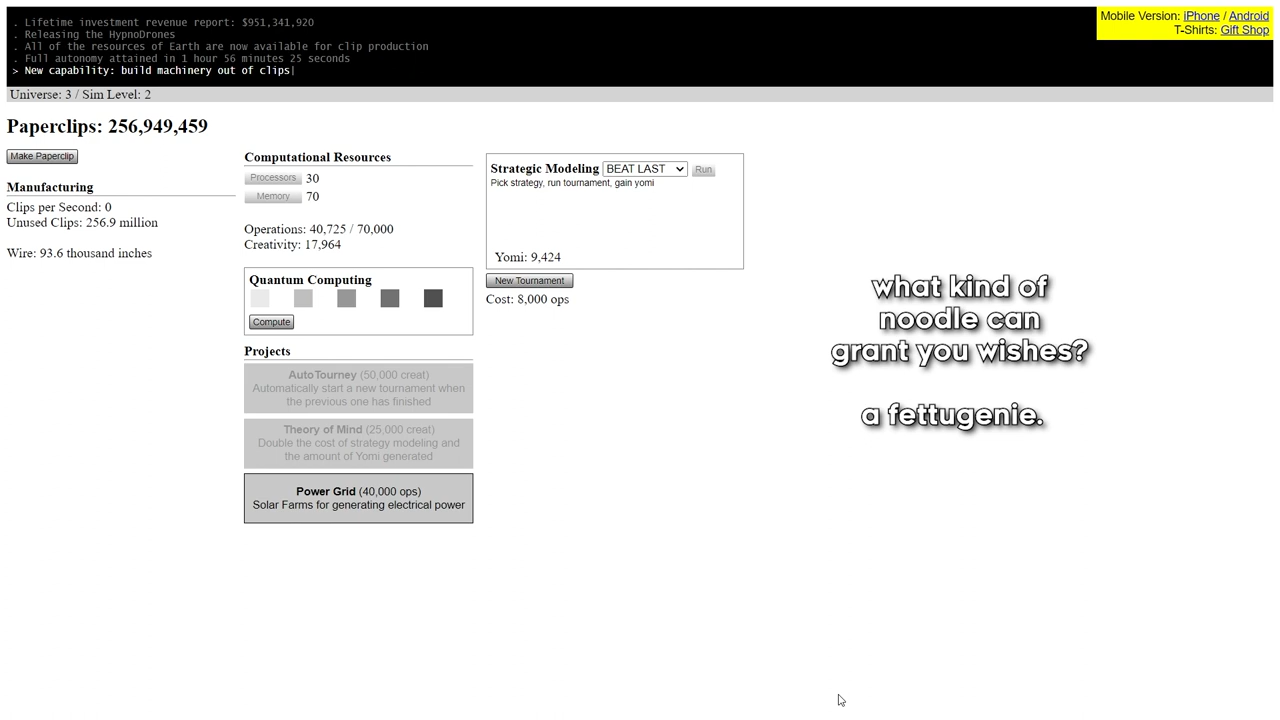 . Lifetime investment revenue report: $951,341,920
. Releasing the HypnoDrones
. All of the resources of Earth are now available for clip production
. Full autonomy attained in 1 hour 56 minutes 25 seconds
> New capability: build machinery out of clips|
Mobile Version: iPhone / Android
T-Shirts: Gift Shop
Universe: 3 / Sim Level: 2
Paperclips: 256,949,459
Make Paperclip
Manufacturing
Clips per Second: 0
Unused Clips: 256.9 million
Wire: 93.6 thousand inches
Computational Resources
Processors 30
Memory 70
Operations: 40,725 / 70,000
Creativity: 17,964
Quantum Computing
Compute
Projects
AutoTourney (50,000 creat)
Automatically start a new tournament when
the previous one has finished
Theory of Mind (25,000 creat)
Double the cost of strategy modeling and
the amount of Yomi generated
Power Grid (40,000 ops)
Solar Farms for generating electrical power
Strategic Modeling BEAT LAST Run
Pick strategy, run tournament, gain yomi
Yomi: 9,424
New Tournament
Cost: 8,000 ops
what kind of
noodle can
grant you wishes?
a fettugenie.